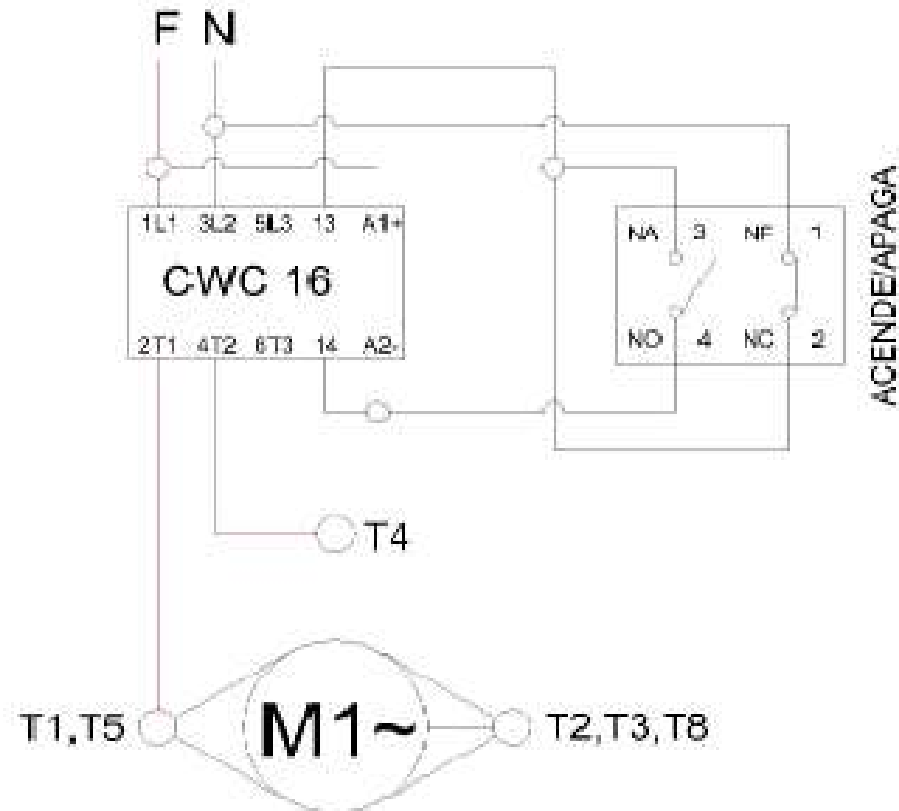 F N
1L1 3L2 5L3 13 A1+
CWC 16
2T1 4T2 6T3 14 A2-
NA 3 NF 1
NO 4 NC 2
ACENDE/APAGA
T4
T1,T5
M1~
T2,T3,T8